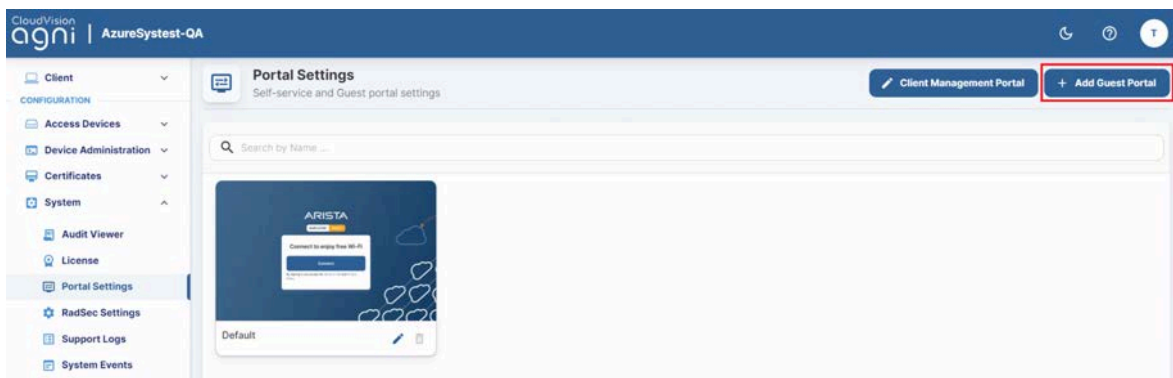 CloudVision
agni | AzureSystest-QA
T
Client
CONFIGURATION
Access Devices
Device Administration
Certificates
System
Audit Viewer
License
Portal Settings
RadSec Settings
Support Logs
System Events
Portal Settings
Self-service and Guest portal settings
Client Management Portal
+ Add Guest Portal
Search by Name ...
ARISTA
Connect to enjoy free Wi-Fi
Default